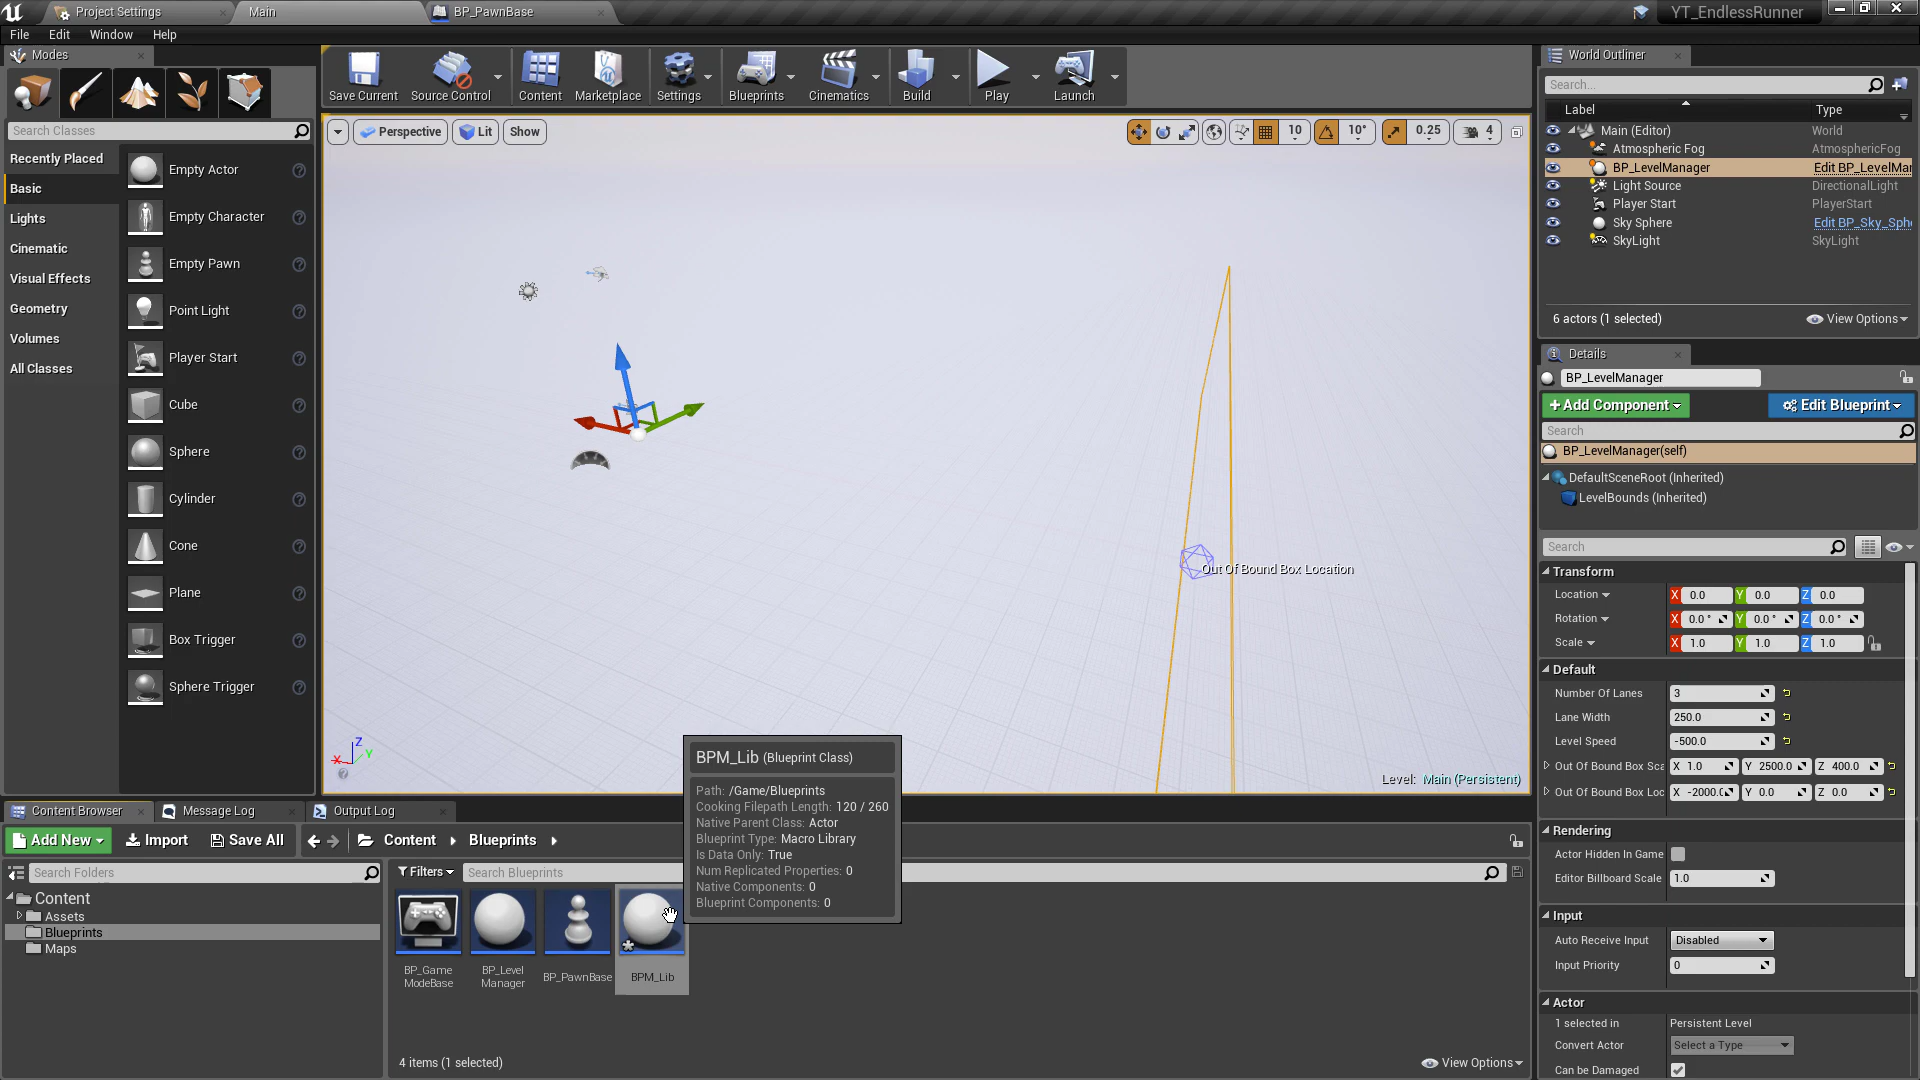 Project Settings
Main
BP_PawnBase
YT_EndlessRunner
File Edit Window Help
Modes
Save Current
Source Control
Content
Marketplace
Settings
Blueprints
Cinematics
Build
Play
Launch
World Outliner
Search Classes
Recently Placed
Basic
Lights
Cinematic
Visual Effects
Geometry
Volumes
All Classes
Empty Actor
Empty Character
Empty Pawn
Point Light
Player Start
Cube
Sphere
Cylinder
Cone
Plane
Box Trigger
Sphere Trigger
Perspective
Lit
Show
10
10°
0.25
4
Out Of Bound Box Location
Level: Main (Persistent)
Z
X
Y
Search...
Label Type
Main (Editor) World
Atmospheric Fog AtmosphericFog
BP_LevelManager Edit BP_LevelMar
Light Source DirectionalLight
Player Start PlayerStart
Sky Sphere Edit BP_Sky_Sph
SkyLight SkyLight
6 actors (1 selected)
View Options
Details
BP_LevelManager
+Add Component
Edit Blueprint
Search
BP_LevelManager(self)
DefaultSceneRoot (Inherited)
LevelBounds (Inherited)
Search
Transform
Location X 0.0 Y 0.0 Z 0.0
Rotation X 0.0 ° Y 0.0 ° Z 0.0 °
Scale X 1.0 Y 1.0 Z 1.0
Default
Number Of Lanes 3
Lane Width 250.0
Level Speed -500.0
Out Of Bound Box Sca X 1.0 Y 2500.0 Z 400.0
Out Of Bound Box Loc X -2000.0 Y 0.0 Z 0.0
Rendering
Actor Hidden In Game
Editor Billboard Scale 1.0
Input
Auto Receive Input Disabled
Input Priority 0
Actor
1 selected in Persistent Level
Convert Actor Select a Type
Can be Damaged
BPM_Lib (Blueprint Class)
Path: /Game/Blueprints
Cooking Filepath Length: 120 / 260
Native Parent Class: Actor
Blueprint Type: Macro Library
Is Data Only: True
Num Replicated Properties: 0
Native Components: 0
Blueprint Components: 0
Content Browser
Message Log
Output Log
Add New
Import
Save All
Content
Blueprints
Search Folders
Filters
Search Blueprints
Content
Assets
Blueprints
Maps
BP_Game
ModeBase
BP_Level
Manager
BP_PawnBase
BPM_Lib
4 items (1 selected)
View Options